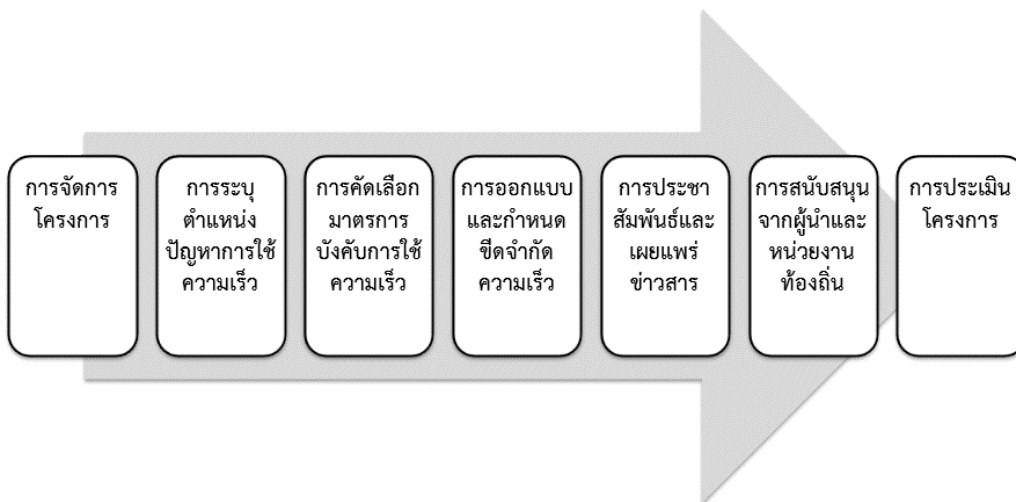 การจัดการ
โครงการ
การระบุ
ตำแหน่ง
ปัญหาการใช้
ความเร็ว
การคัดเลือก
มาตรการ
บังคับการใช้
ความเร็ว
การออกแบบ
และกำหนด
ขีดจำกัด
ความเร็ว
การประชา
สัมพันธ์และ
เผยแพร่
ข่าวสาร
การสนับสนุน
จากผู้นำและ
หน่วยงาน
ท้องถิ่น
การประเมิน
โครงการ